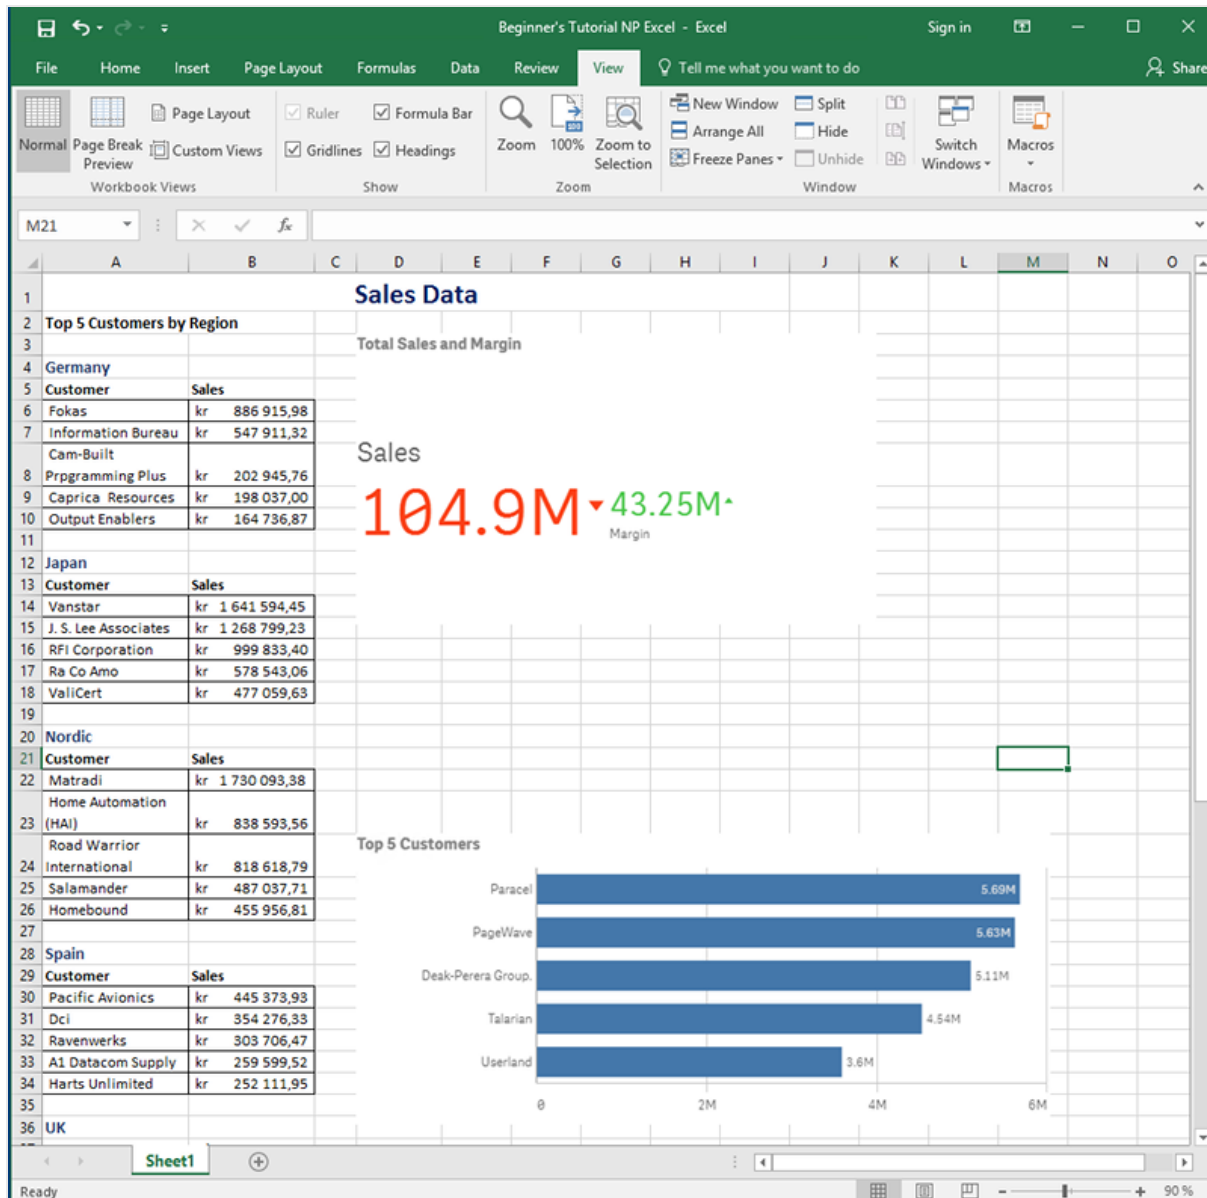 Beginner's Tutorial NP Excel - Excel
Sign in
File Home Insert Page Layout Formulas Data Review View Tell me what you want to do Share
Normal
Page Break Preview
Page Layout
Custom Views
Workbook Views
Ruler Formula Bar
Gridlines Headings
Show
Zoom
100%
Zoom to Selection
Zoom
New Window
Arrange All
Freeze Panes
Split
Hide
Unhide
Switch Windows
Window
Macros
Macros
M21 fx
A B C D E F G H I J K L M N O
1 Sales Data
2 Top 5 Customers by Region
3
4 Germany
5 Customer Sales
6 Fokas kr 886 915,98
7 Information Bureau kr 547 911,32
Cam-Built
8 Prpgramming Plus kr 202 945,76
9 Caprica Resources kr 198 037,00
10 Output Enablers kr 164 736,87
11
12 Japan
13 Customer Sales
14 Vanstar kr 1 641 594,45
15 J. S. Lee Associates kr 1 268 799,23
16 RFI Corporation kr 999 833,40
17 Ra Co Amo kr 578 543,06
18 ValiCert kr 477 059,63
19
20 Nordic
21 Customer Sales
22 Matradi kr 1 730 093,38
Home Automation
23 (HAI) kr 838 593,56
Road Warrior
24 International kr 818 618,79
25 Salamander kr 487 037,71
26 Homebound kr 455 956,81
27
28 Spain
29 Customer Sales
30 Pacific Avionics kr 445 373,93
31 Dci kr 354 276,33
32 Ravenwerks kr 303 706,47
33 A1 Datacom Supply kr 259 599,52
34 Harts Unlimited kr 252 111,95
35
36 UK
Total Sales and Margin
Sales
104.9M 43.25M
Margin
Top 5 Customers
Paracel 5.69M
PageWave 5.63M
Deak-Perera Group. 5.11M
Talarian 4.54M
Userland 3.6M
0 2M 4M 6M
Sheet1
Ready
90 %